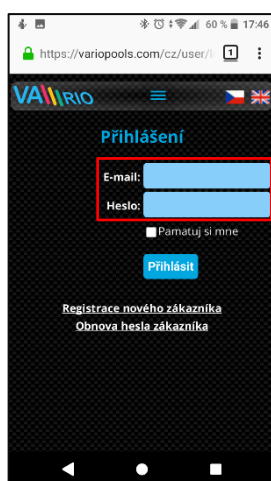 60 % 17:46
https://variopools.com/cz/user/l 1
VARIO
Přihlášení
E-mail:
Heslo:
Pamatuj si mne
Přihlásit
Registrace nového zákazníka
Obnova hesla zákazníka